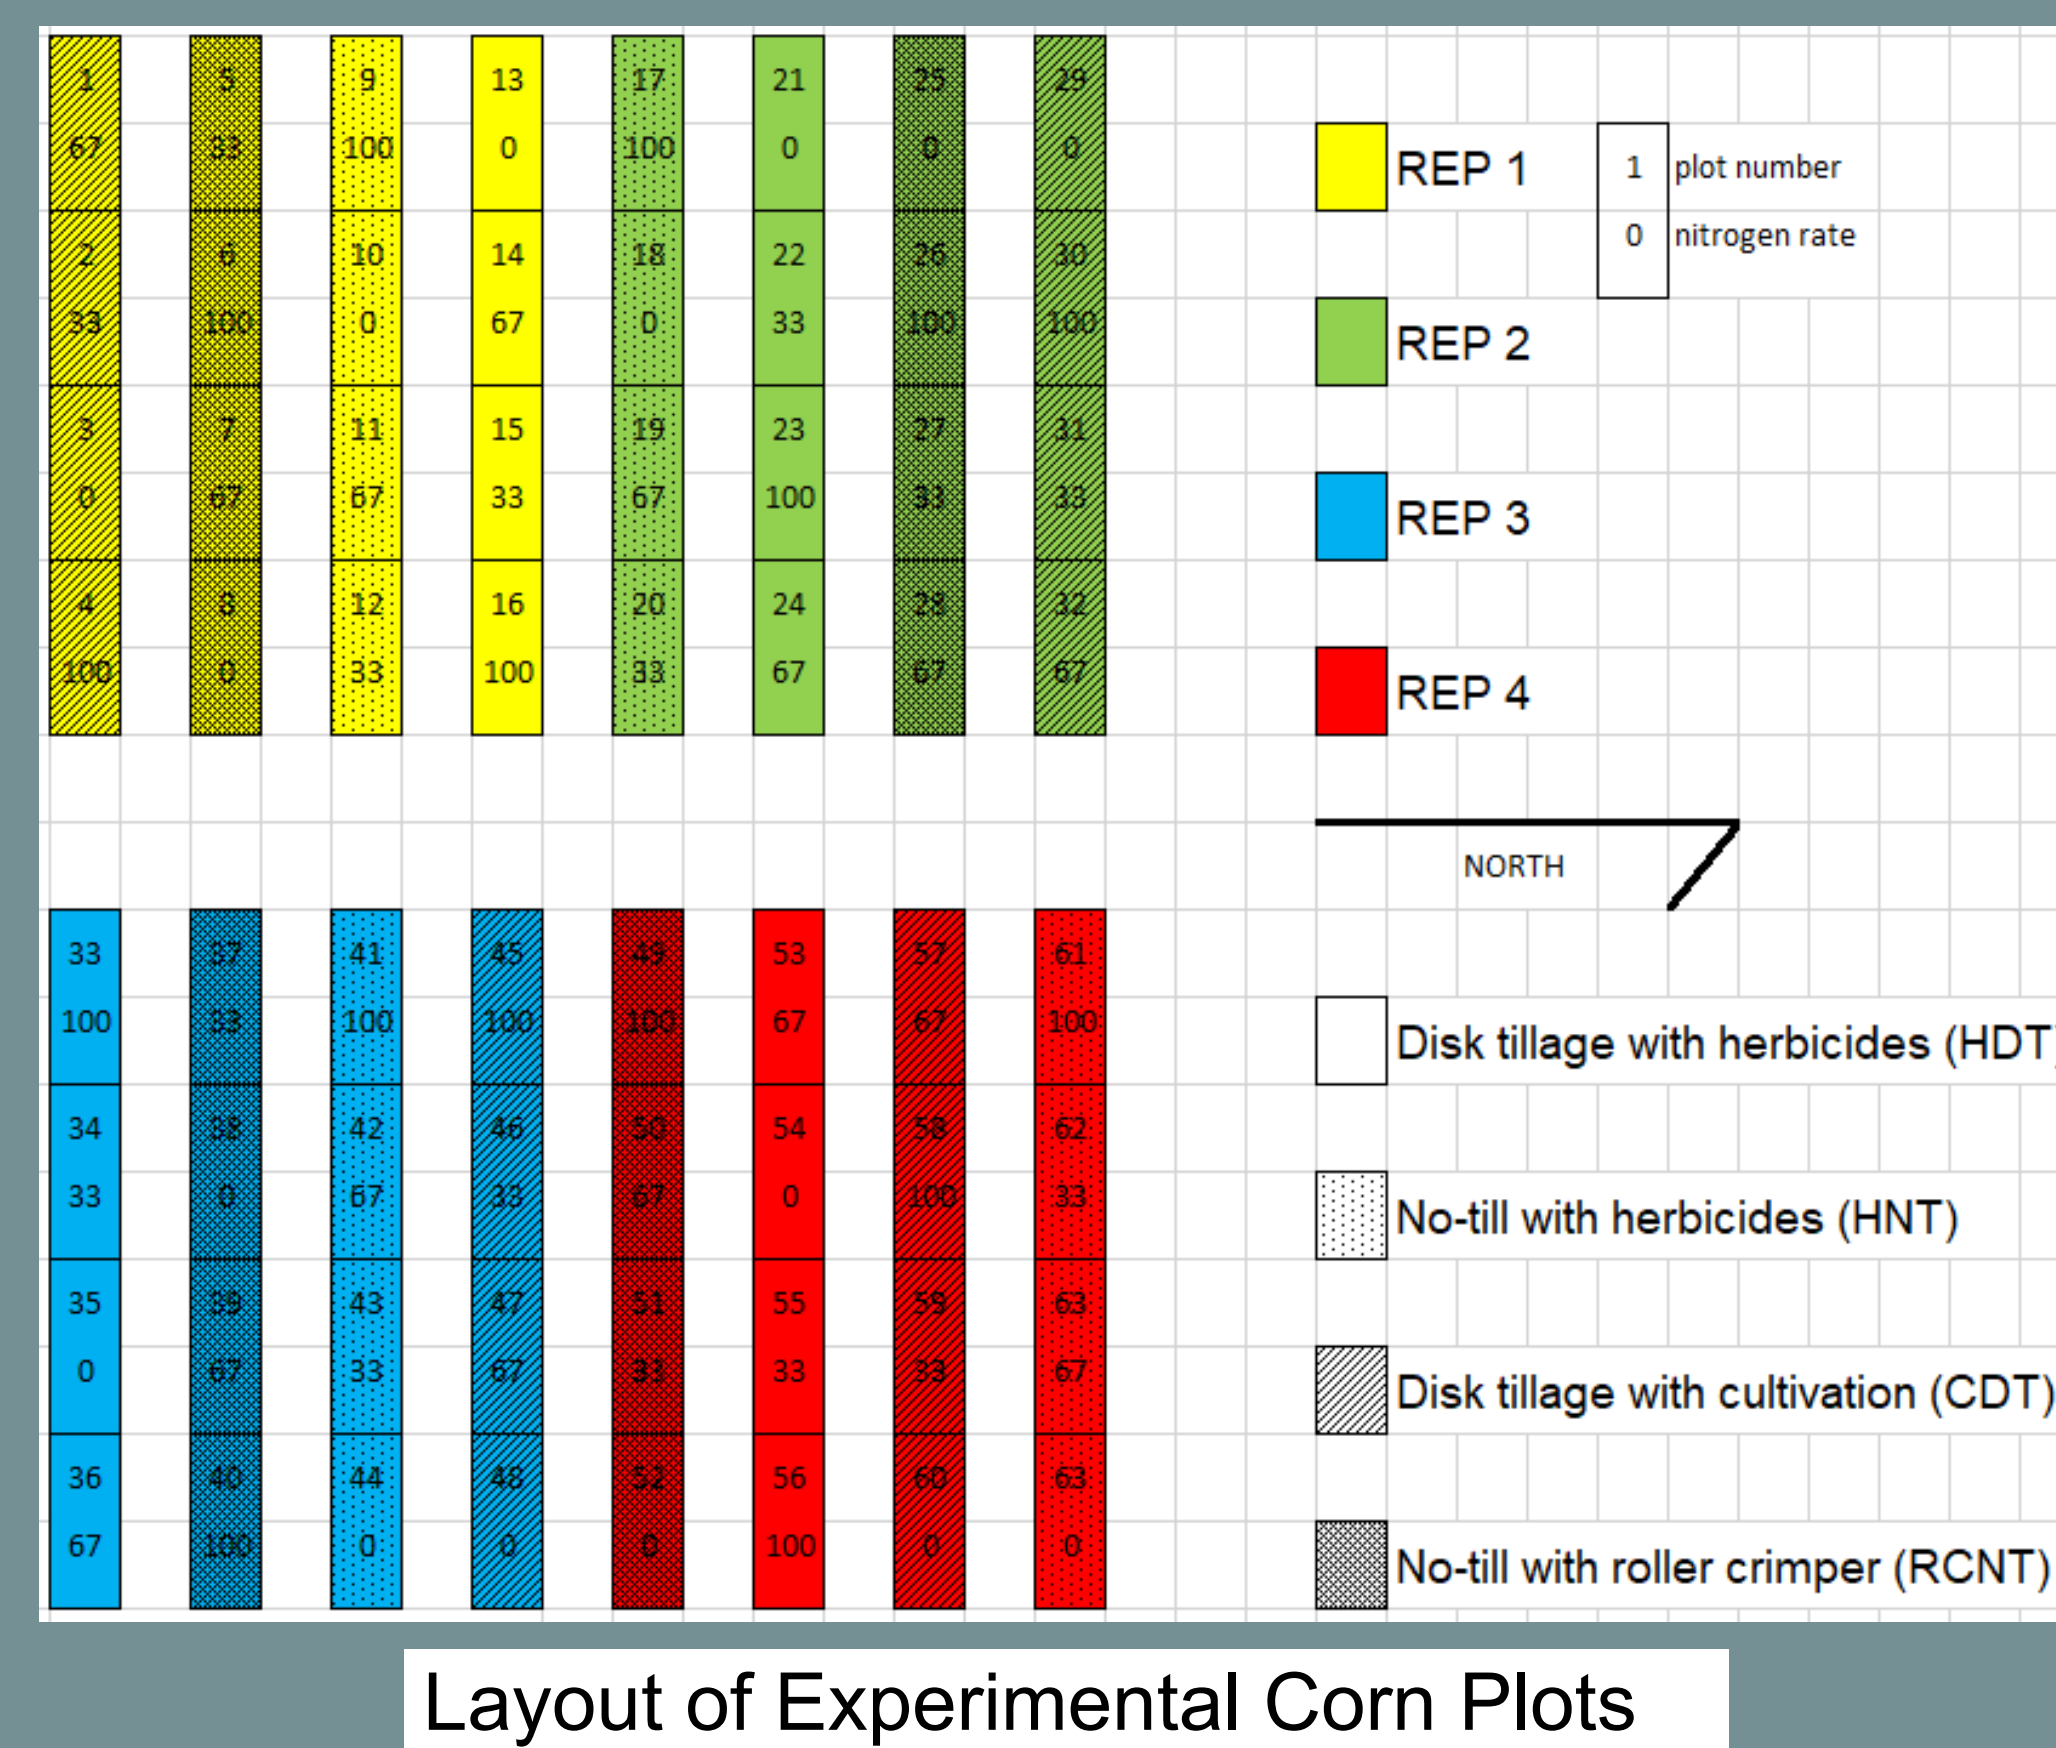 1 5 9 13 17 21 25 29
67 33 100 0 100 0 0 0
REP 1
1 plot number
0 nitrogen rate
2 6 10 14 18 22 26 30
33 100 0 67 0 33 100 100
REP 2
3 7 11 15 19 23 27 31
0 67 67 33 67 100 33 33
REP 3
4 8 12 16 20 24 28 32
100 0 33 100 33 67 67 67
REP 4
NORTH
33 37 41 45 49 53 57 61
100 33 100 100 100 67 67 100
Disk tillage with herbicides (HDT)
34 38 42 46 50 54 58 62
33 0 67 33 67 0 100 33
No-till with herbicides (HNT)
35 39 43 47 51 55 59 63
0 67 33 67 33 33 33 67
Disk tillage with cultivation (CDT)
36 40 44 48 52 56 60 63
67 100 0 0 0 100 0 0
No-till with roller crimper (RCNT)
Layout of Experimental Corn Plots